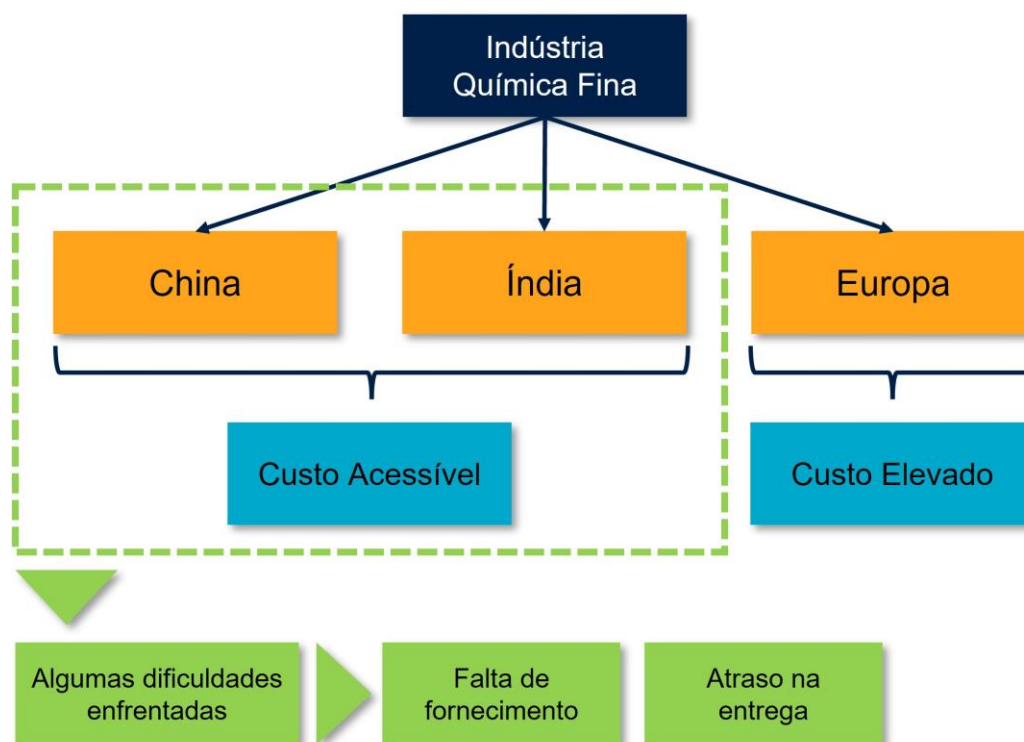 Indústria
Química Fina
China
Índia
Europa
Custo Acessível
Custo Elevado
Algumas dificuldades
enfrentadas
Falta de
fornecimento
Atraso na
entrega